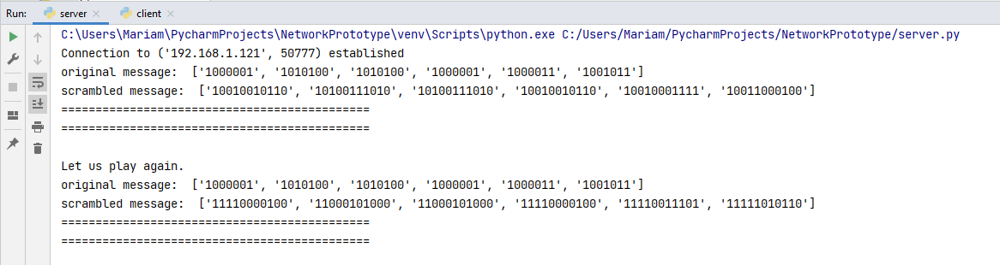 Run: server client
C:\Users\Mariam\PycharmProjects\NetworkPrototype\venv\Scripts\python.exe C:/Users/Mariam/PycharmProjects/NetworkPrototype/server.py
Connection to ('192.168.1.121', 50777) established
original message:  ['1000001', '1010100', '1010100', '1000001', '1000011', '1001011']
scrambled message:  ['10010010110', '10100111010', '10100111010', '10010010110', '10010001111', '10011000100']
=============================================
=============================================
Let us play again.
original message:  ['1000001', '1010100', '1010100', '1000001', '1000011', '1001011']
scrambled message:  ['11110000100', '11000101000', '11000101000', '11110000100', '11110011101', '11111010110']
=============================================
=============================================